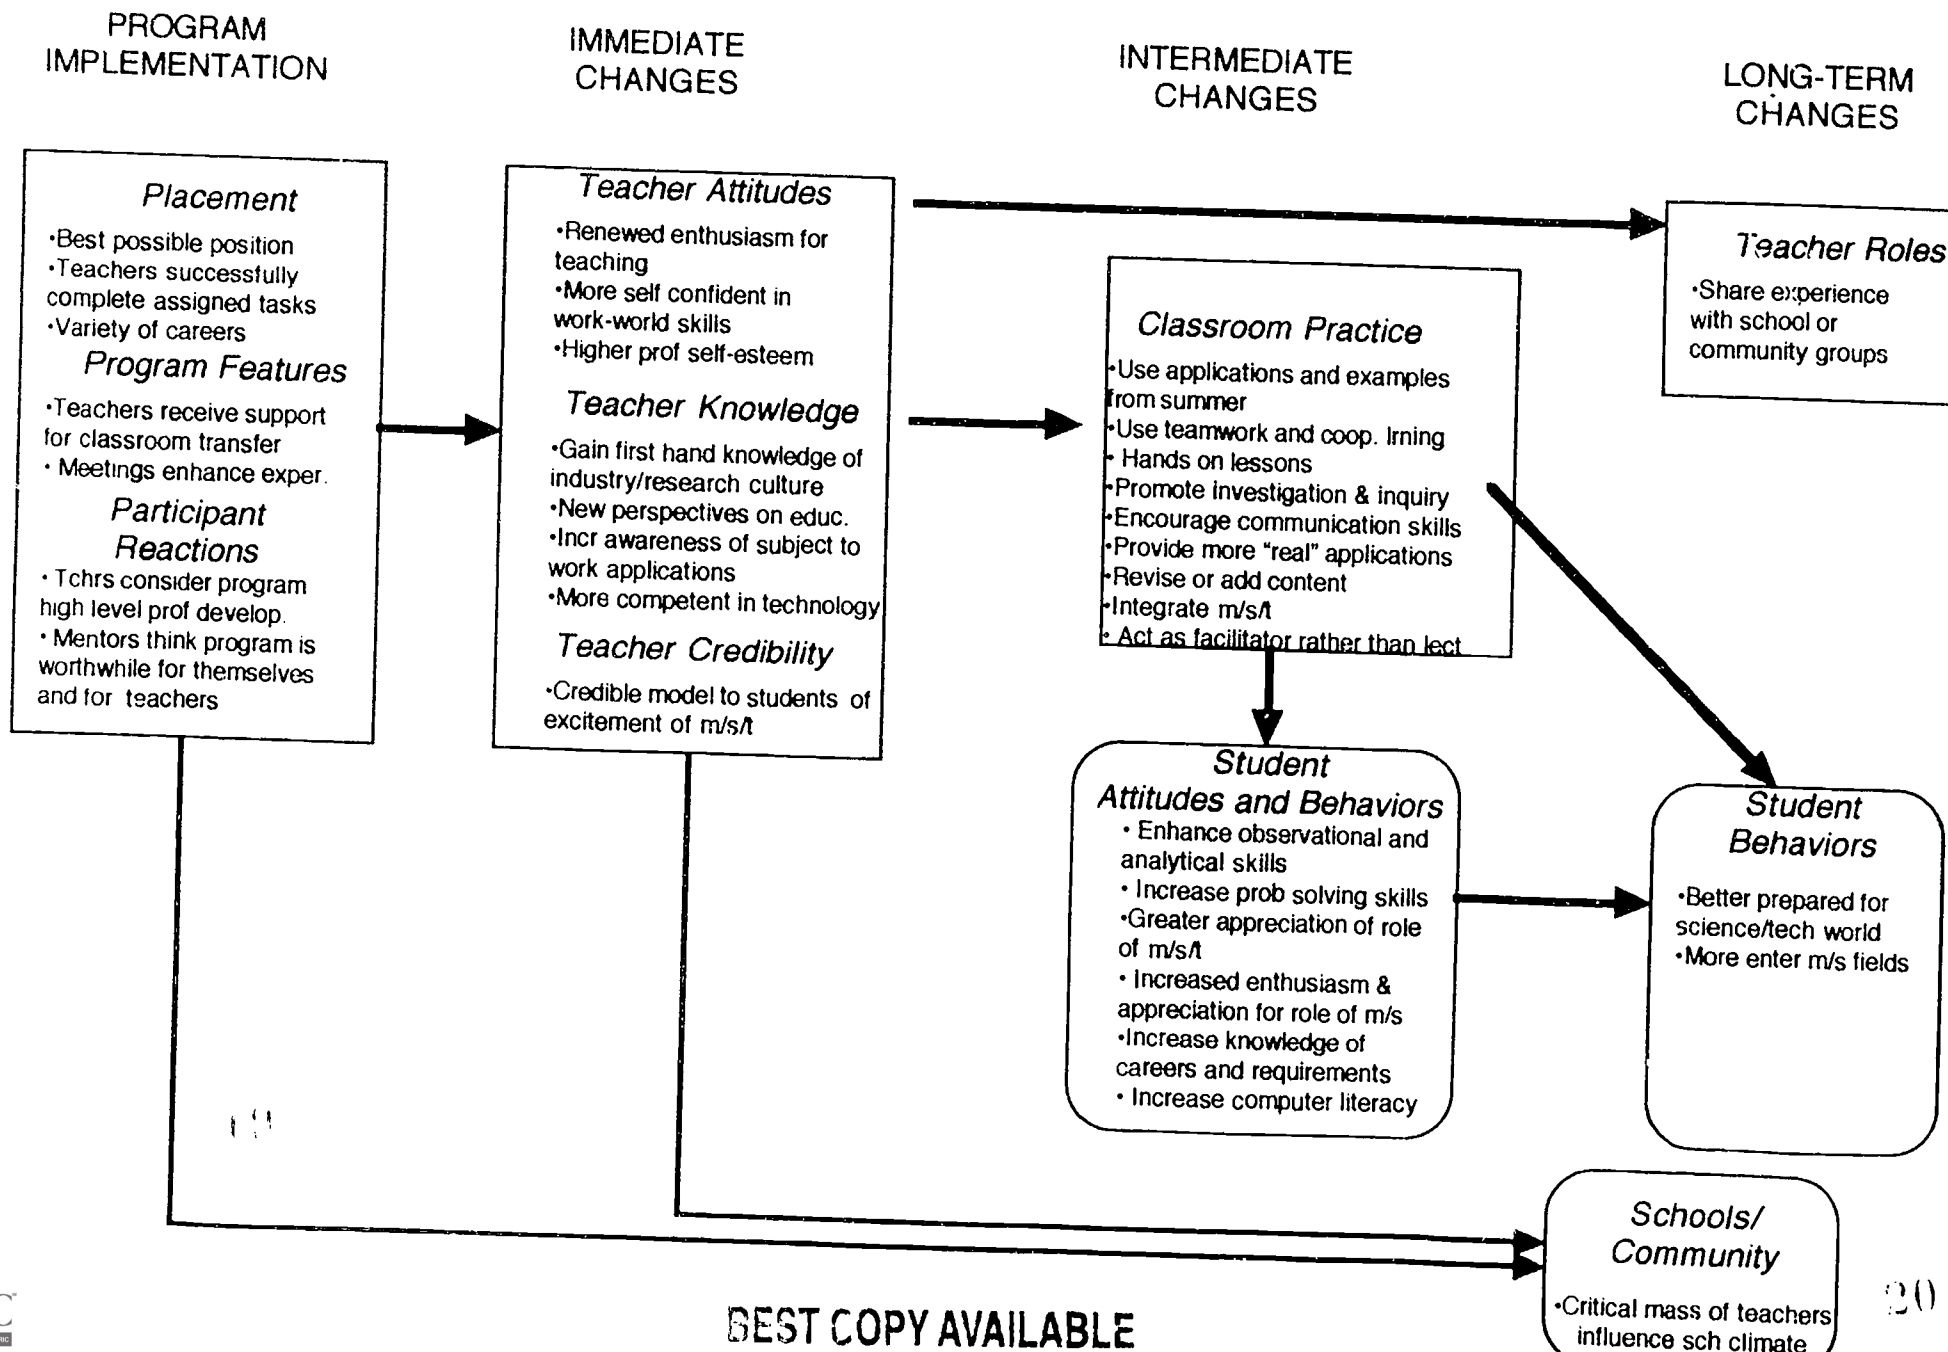 PROGRAM
IMPLEMENTATION
IMMEDIATE
CHANGES
INTERMEDIATE
CHANGES
LONG-TERM
CHANGES
Placement
•Best possible position
•Teachers successfully
complete assigned tasks
•Variety of careers
Program Features
•Teachers receive support
for classroom transfer
• Meetings enhance exper.
Participant
Reactions
• Tchrs consider program
high level prof develop.
• Mentors think program is
worthwhile for themselves
and for teachers
Teacher Attitudes
•Renewed enthusiasm for
teaching
•More self confident in
work-world skills
•Higher prof self-esteem
Teacher Knowledge
•Gain first hand knowledge of
industry/research culture
•New perspectives on educ.
•Incr awareness of subject to
work applications
•More competent in technology
Teacher Credibility
•Credible model to students of
excitement of m/s/t
Classroom Practice
•Use applications and examples
from summer
•Use teamwork and coop. lrning
• Hands on lessons
•Promote investigation & inquiry
•Encourage communication skills
•Provide more "real" applications
•Revise or add content
•Integrate m/s/t
• Act as facilitator rather than lect
Student
Attitudes and Behaviors
• Enhance observational and
analytical skills
• Increase prob solving skills
•Greater appreciation of role
of m/s/t
• Increased enthusiasm &
appreciation for role of m/s
•Increase knowledge of
careers and requirements
• Increase computer literacy
Teacher Roles
•Share experience
with school or
community groups
Student
Behaviors
•Better prepared for
science/tech world
•More enter m/s fields
Schools/
Community
•Critical mass of teachers
influence sch climate
20
BEST COPY AVAILABLE